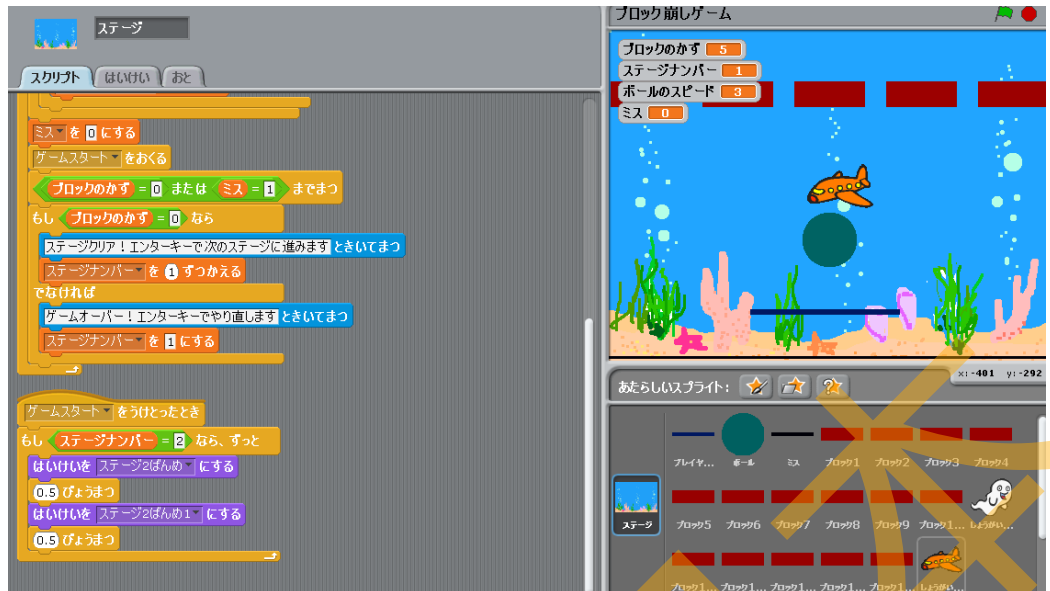 ステージ
スクリプト はいけい おと
ミス を 0 にする
ゲームスタート をおくる
ブロックのかず = 0 または ミス = 1 までまつ
もし ブロックのかず = 0 なら
ステージクリア！エンターキーで次のステージに進みます ときいてまつ
ステージナンバー を 1 ずつかえる
でなければ
ゲームオーバー！エンターキーでやり直します ときいてまつ
ステージナンバー を 1 にする
ゲームスタート をうけとったとき
もし ステージナンバー = 2 なら、ずっと
はいけいを ステージ2ばんめ にする
0.5 びょうまつ
はいけいを ステージ2ばんめ1 にする
0.5 びょうまつ
ブロック崩しゲーム
ブロックのかず 5
ステージナンバー 1
ボールのスピード 3
ミス 0
x: -401 y: -292
あたらしいスプライト:
プレイヤ... ボール ミス ブロック1 ブロック2 ブロック3 ブロック4
ステージ
ブロック5 ブロック6 ブロック7 ブロック8 ブロック9 ブロック1... しょうがい...
ブロック1... ブロック1... ブロック1... ブロック1... ブロック1... しょうがい...